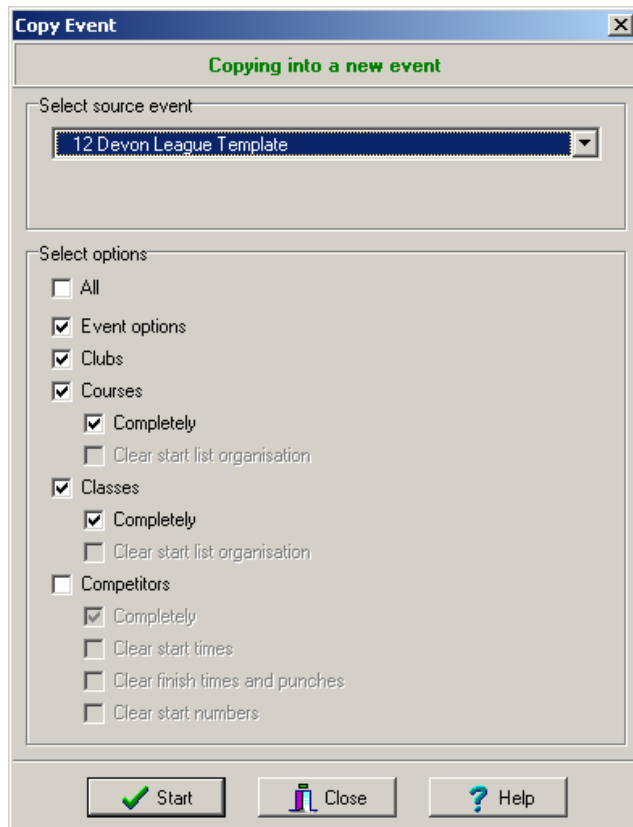 Copy Event
Copying into a new event
Select source event
12 Devon League Template
Select options
All
Event options
Clubs
Courses
Completely
Clear start list organisation
Classes
Completely
Clear start list organisation
Competitors
Completely
Clear start times
Clear finish times and punches
Clear start numbers
Start Close Help